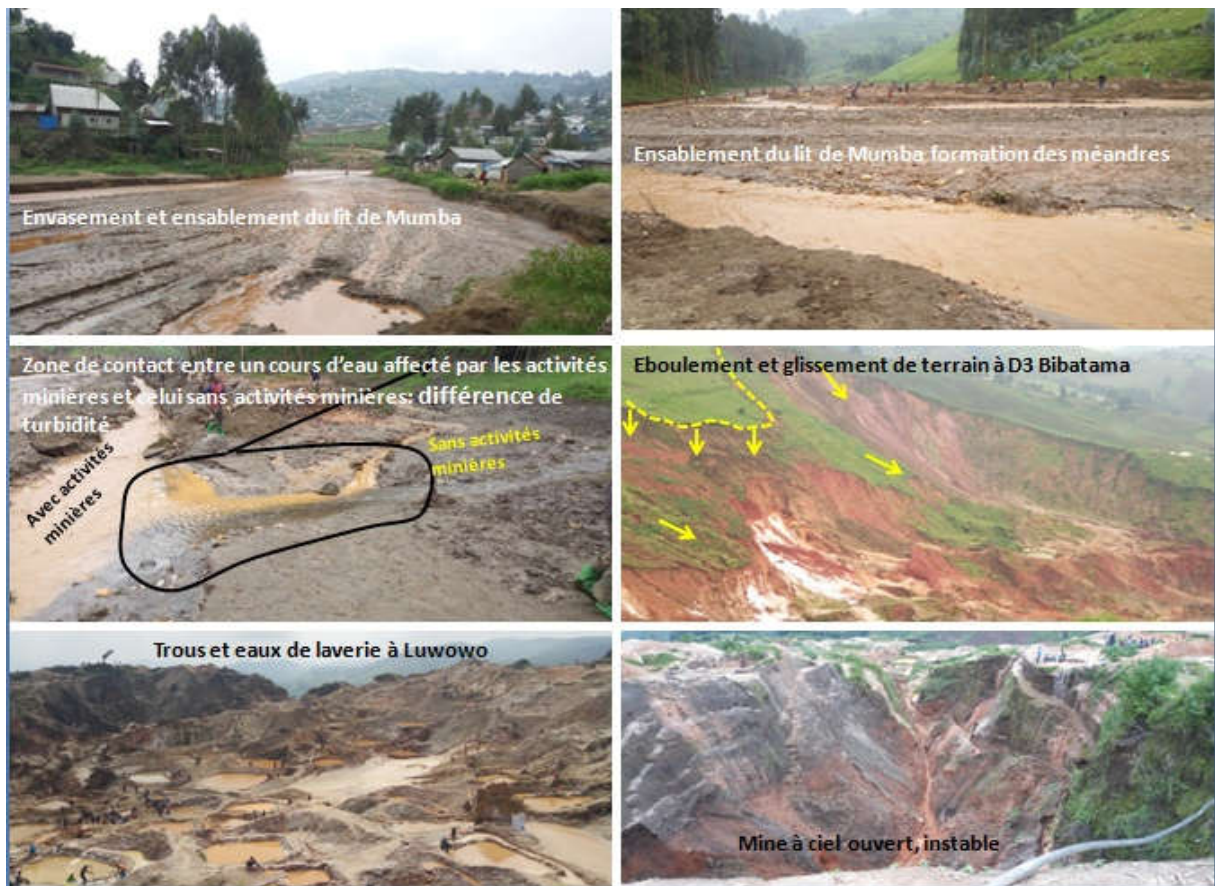 Envasement et ensablement du lit de Mumba
Ensablement du lit de Mumba formation des méandres
Zone de contact entre un cours d'eau affecté par les activités
minières et celui sans activités minières: différence de
turbidité
Avec activités
minières
Sans activités
minières
Eboulement et glissement de terrain à D3 Bibatama
Trous et eaux de laverie à Luwowo
Mine à ciel ouvert, instable